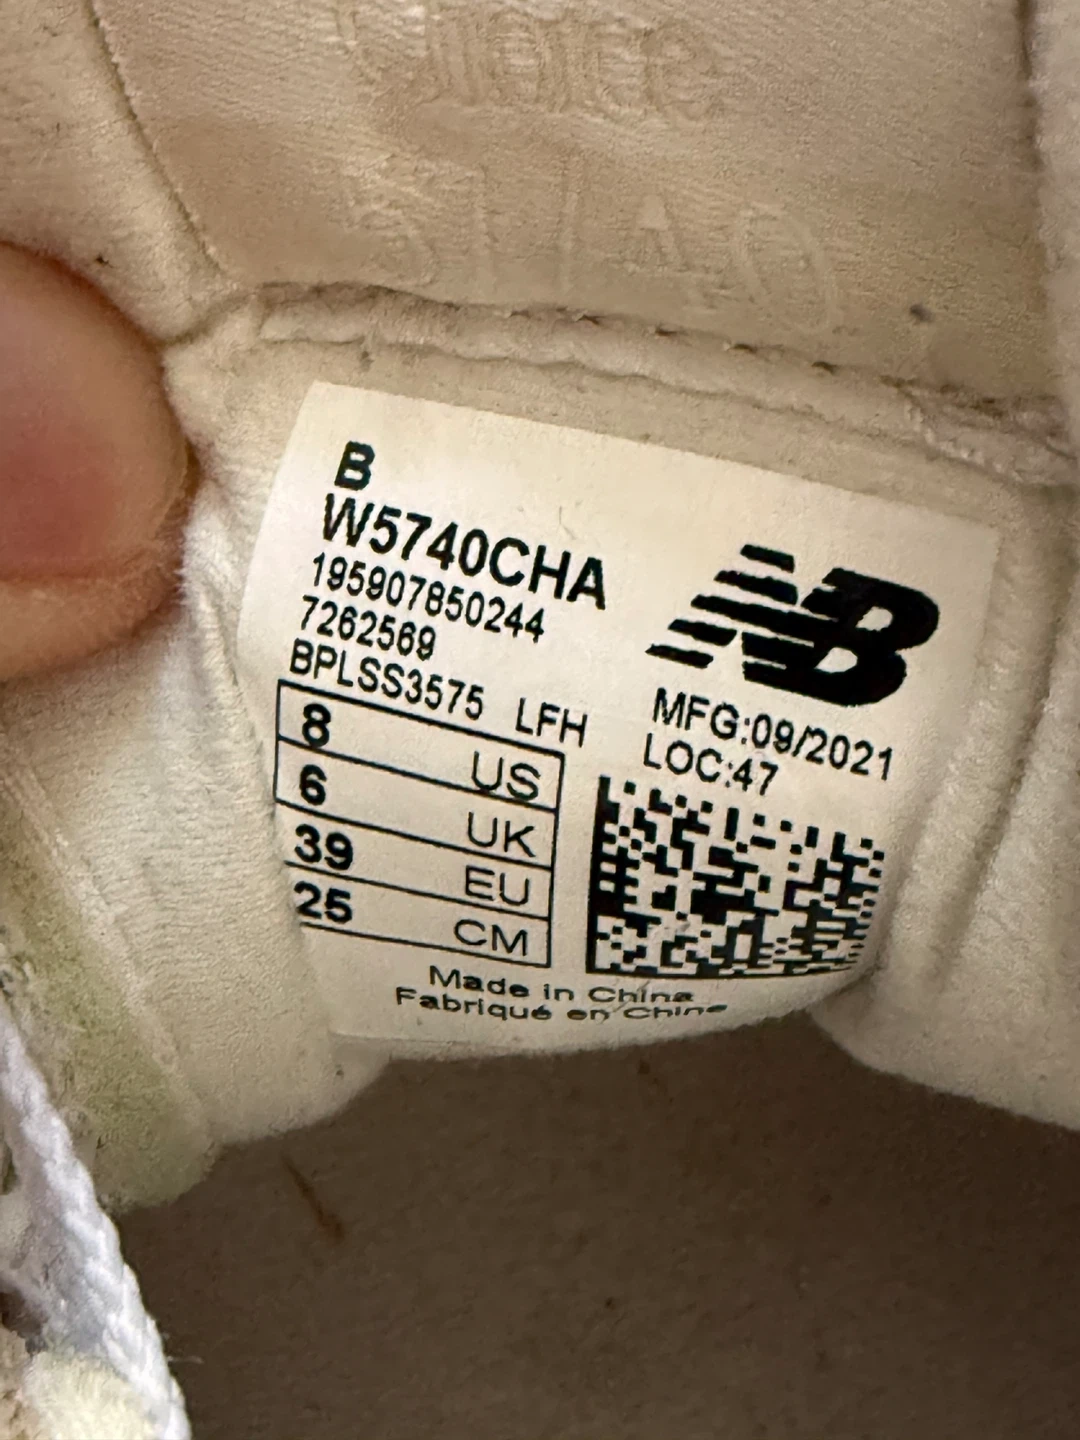 B
W5740CHA
195907850244
7262569
BPLSS3575 LFH
8 US
6 UK
39 EU
25 CM
NB
MFG:09/2021
LOC:47
Made in China
Fabriqué en Chine